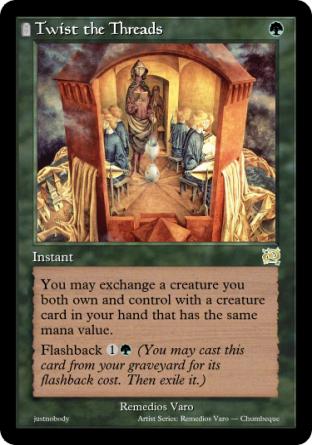 Twist the Threads
Instant
You may exchange a creature you
both own and control with a creature
card in your hand that has the same
mana value.
Flashback 1 (You may cast this
card from your graveyard for its
flashback cost. Then exile it.)
Remedios Varo
justnobody
Artist Series: Remedios Varo — Chumbeque